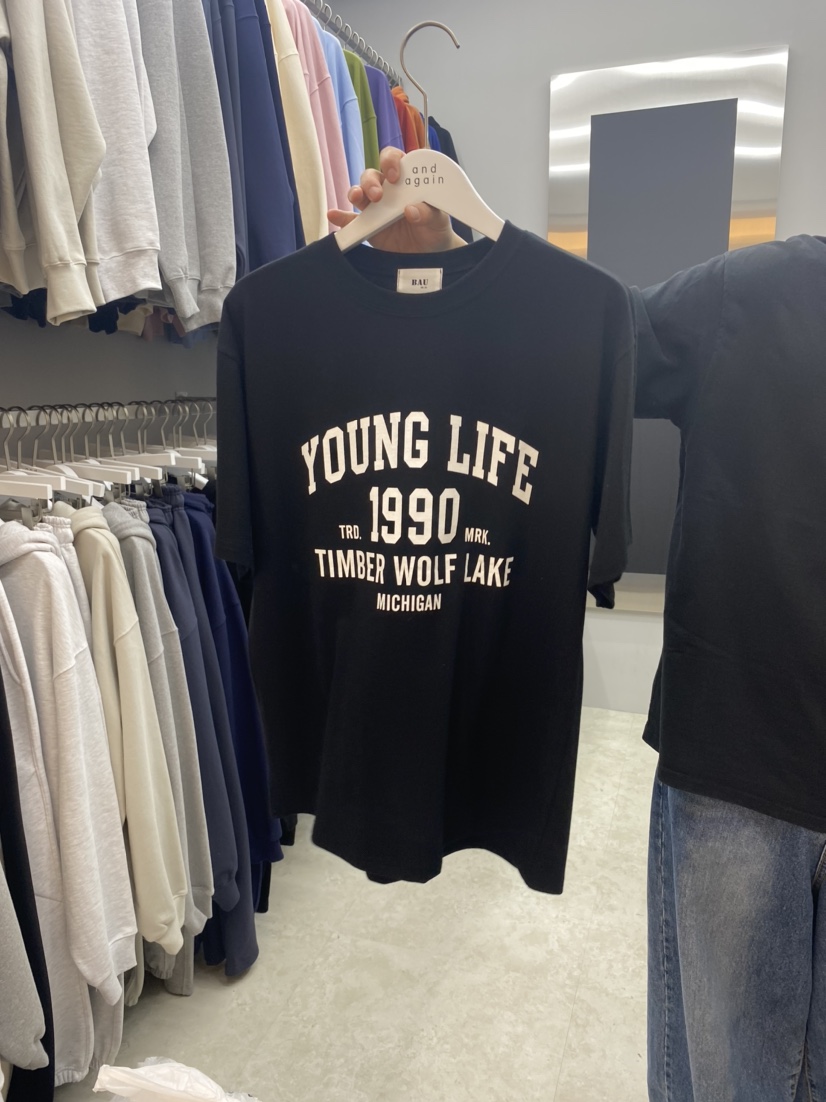 and
again
BAU
YOUNG LIFE
TRD. 1990 MRK.
TIMBER WOLF LAKE
MICHIGAN